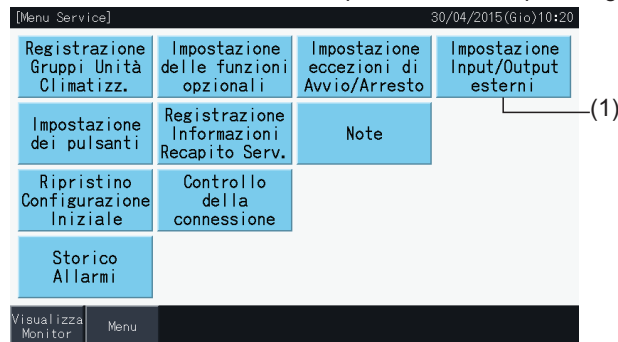 [Menu Service] 30/04/2015(Gio)10:20
Registrazione
Gruppi Unità
Climatizz.
Impostazione
delle funzioni
opzionali
Impostazione
eccezioni di
Avvio/Arresto
Impostazione
Input/Output
esterni
(1)
Impostazione
dei pulsanti
Registrazione
Informazioni
Recapito Serv.
Note
Ripristino
Configurazione
Iniziale
Controllo
della
connessione
Storico
Allarmi
Visualizza
Monitor
Menu